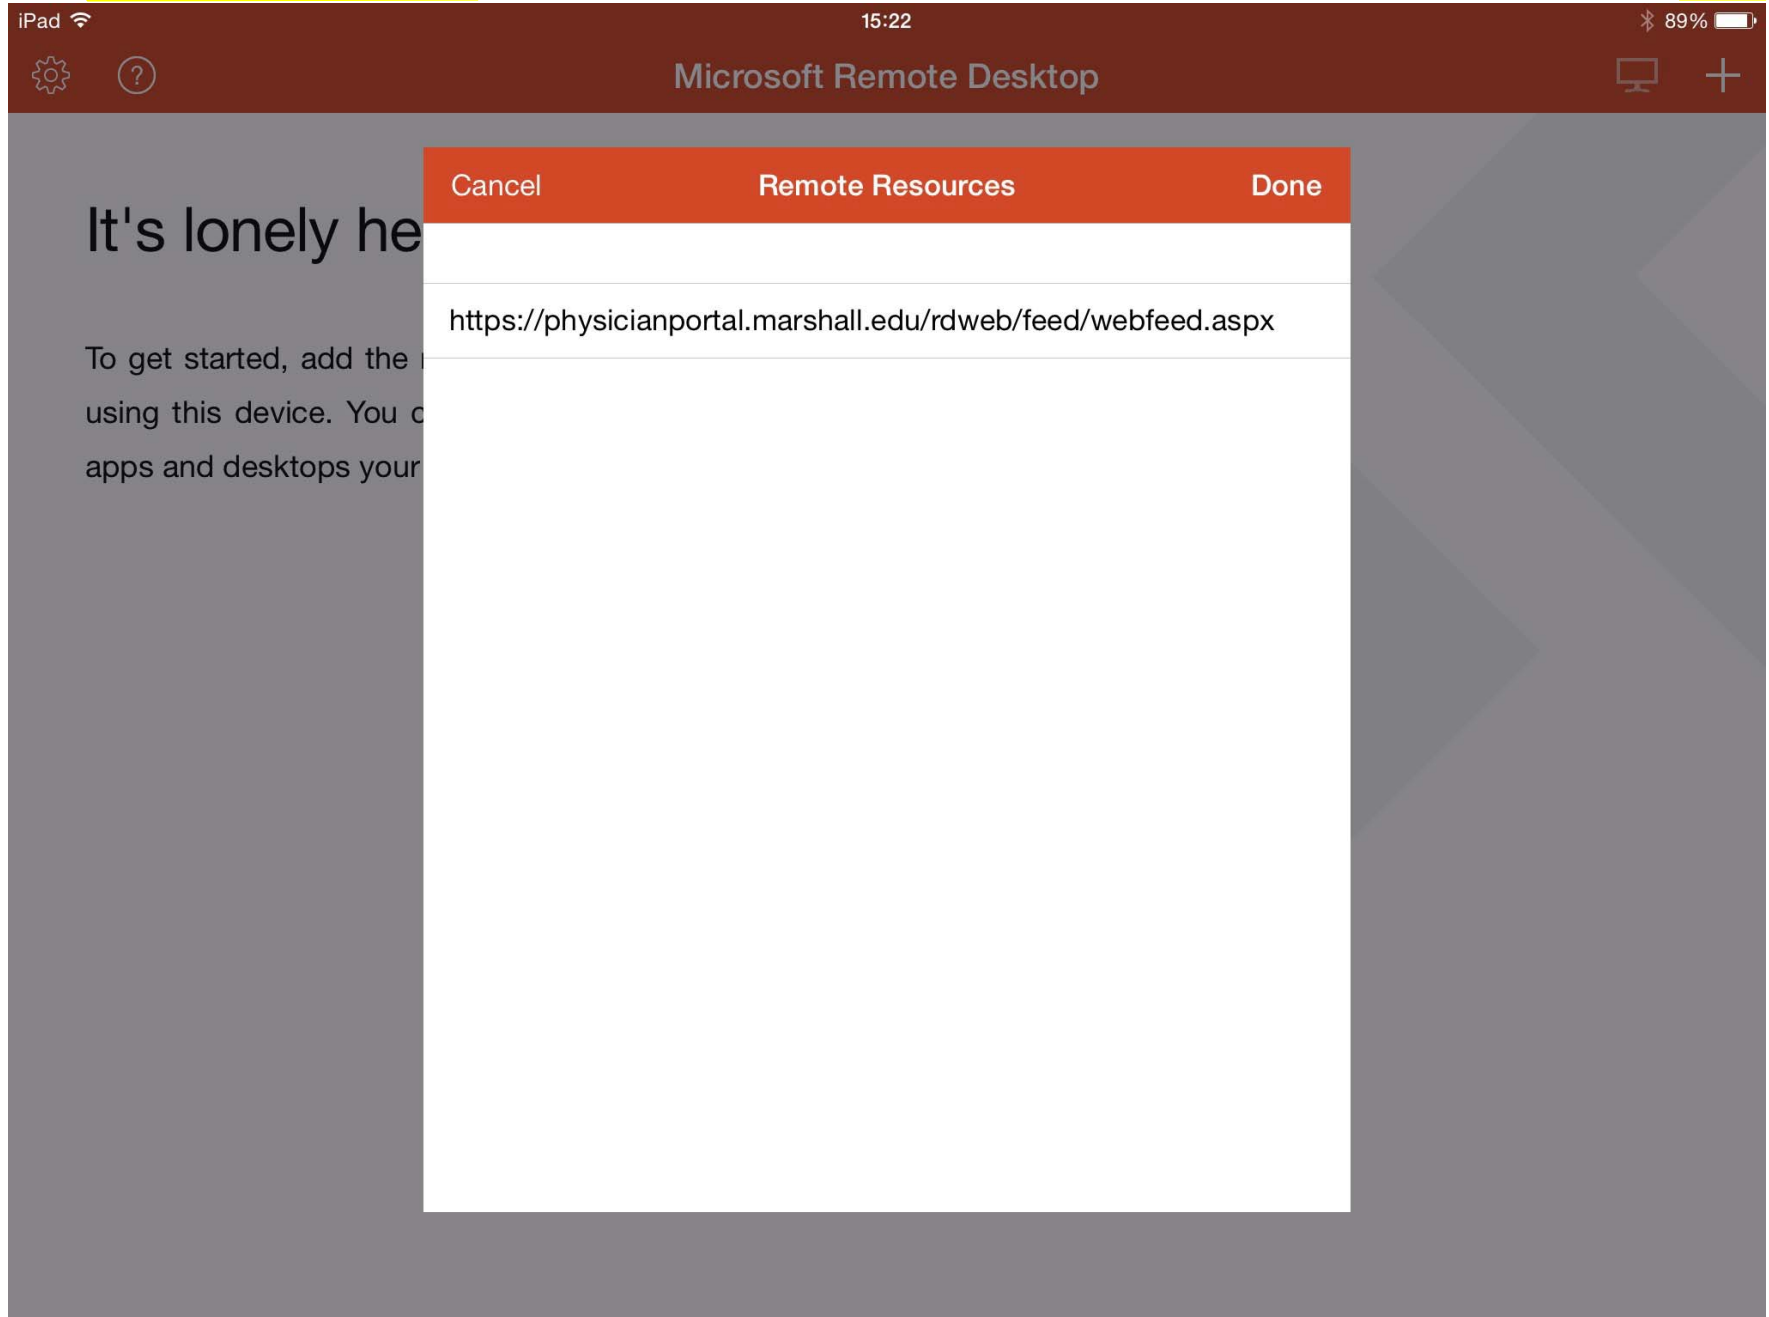 iPad 15:22 89%
? Microsoft Remote Desktop
Cancel Remote Resources Done
It's lonely he
https://physicianportal.marshall.edu/rdweb/feed/webfeed.aspx
To get started, add the
using this device. You
apps and desktops your